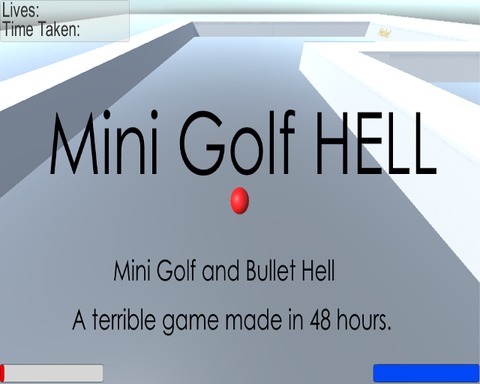 Lives:
Time Taken:
Mini Golf HELL
Mini Golf and Bullet Hell
A terrible game made in 48 hours.